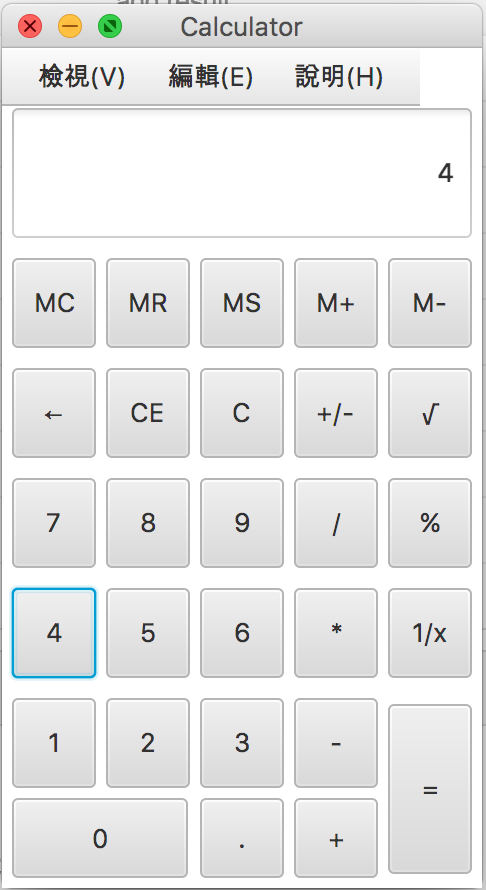 Calculator
檢視(V) 編輯(E) 說明(H)
4
MC MR MS M+ M-
← CE C +/- √
7 8 9 / %
4 5 6 * 1/x
1 2 3 -
=
0 . +